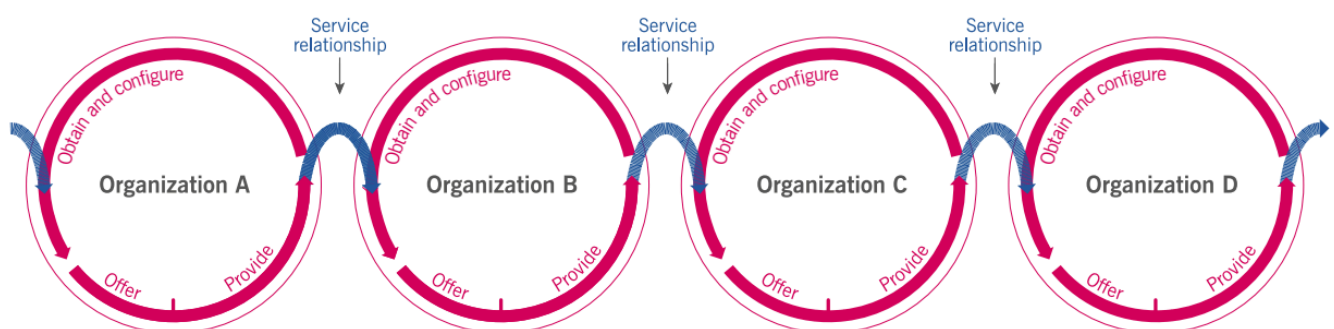 Service
relationship
Service
relationship
Service
relationship
Obtain and configure
Organization A
Offer
Provide
Obtain and configure
Organization B
Offer
Provide
Obtain and configure
Organization C
Offer
Provide
Obtain and configure
Organization D
Offer
Provide